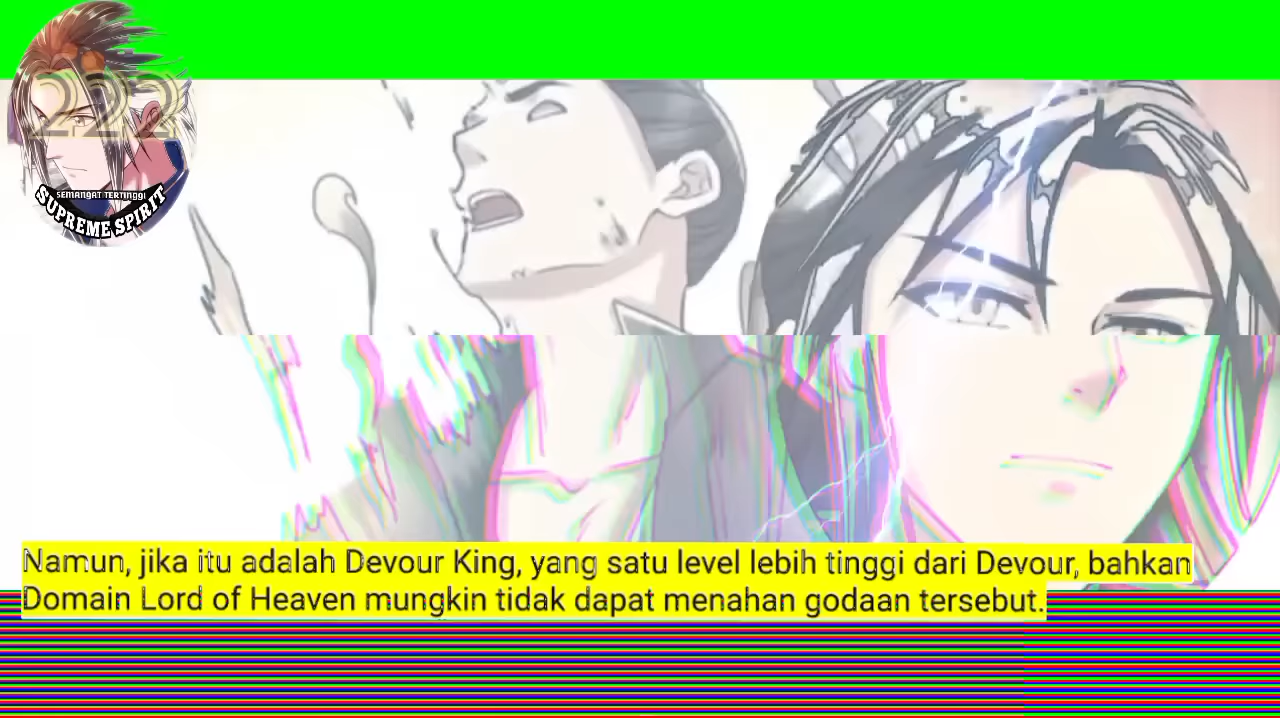 222
SEMANGAT TERTINGGI
SUPREME SPIRIT
Namun, jika itu adalah Devour King, yang satu level lebih tinggi dari Devour, bahkan
Domain Lord of Heaven mungkin tidak dapat menahan godaan tersebut.